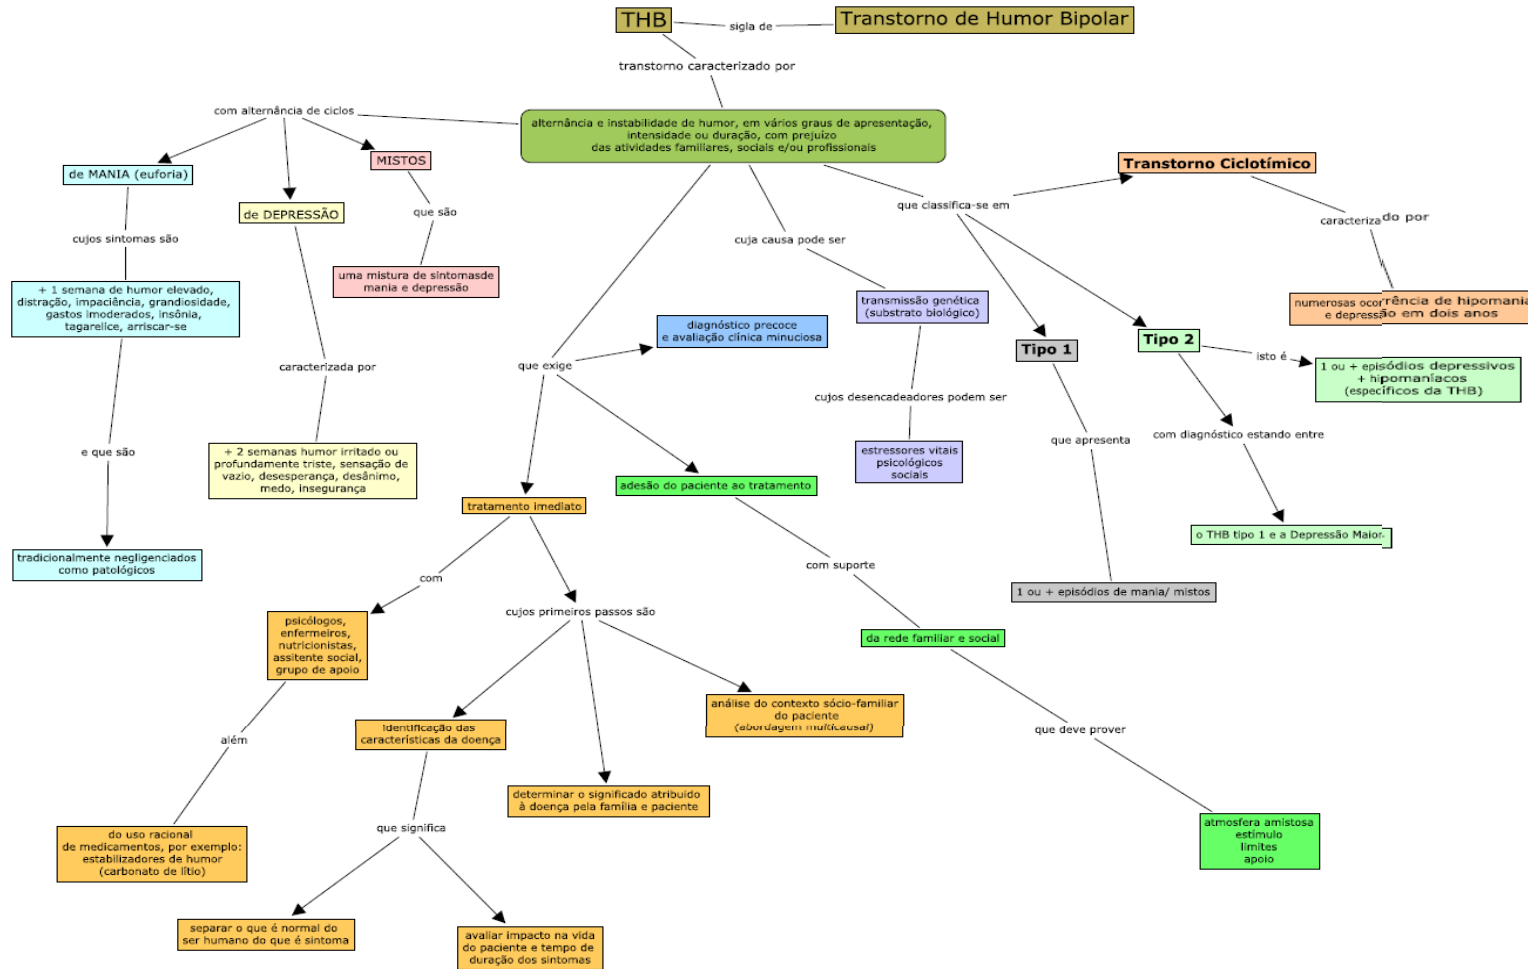 THB
sigla de
Transtorno de Humor Bipolar
transtorno caracterizado por
alternância e instabilidade de humor, em vários graus de apresentação,
intensidade ou duração, com prejuízo
das atividades familiares, sociais e/ou profissionais
com alternância de ciclos
de MANIA (euforia)
cujos sintomas são
+ 1 semana de humor elevado,
distração, impaciência, grandiosidade,
gastos imoderados, insônia,
tagarelice, arriscar-se
e que são
tradicionalmente negligenciados
como patológicos
de DEPRESSÃO
caracterizada por
+ 2 semanas humor irritado ou
profundamente triste, sensação de
vazio, desesperança, desânimo,
medo, insegurança
MISTOS
que são
uma mistura de sintomasde
mania e depressão
que exige
diagnóstico precoce
e avaliação clínica minuciosa
tratamento imediato
com
psicólogos,
enfermeiros,
nutricionistas,
assitente social,
grupo de apoio
além
do uso racional
de medicamentos, por exemplo:
estabilizadores de humor
(carbonato de lítio)
cujos primeiros passos são
identificação das
características da doença
que significa
separar o que é normal do
ser humano do que é sintoma
avaliar impacto na vida
do paciente e tempo de
duração dos sintomas
determinar o significado atribuido
à doença pela família e paciente
análise do contexto sócio-familiar
do paciente
(abordagem multicausal)
adesão do paciente ao tratamento
com suporte
da rede familiar e social
que deve prover
atmosfera amistosa
estímulo
limites
apoio
cuja causa pode ser
transmissão genética
(substrato biológico)
cujos desencadeadores podem ser
estressores vitais
psicológicos
sociais
que classifica-se em
Tipo 1
que apresenta
1 ou + episódios de mania/ mistos
Tipo 2
isto é
1 ou + episódios depressivos
+ hipomaníacos
(específicos da THB)
com diagnóstico estando entre
o THB tipo 1 e a Depressão Maior
Transtorno Ciclotímico
caracterizado por
numerosas ocorrência de hipomania
e depressão em dois anos